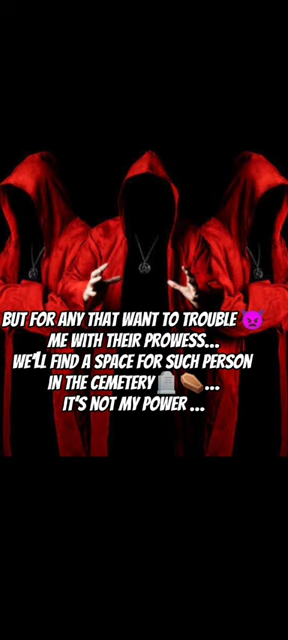 BUT FOR ANY THAT WANT TO TROUBLE 👿
ME WITH THEIR PROWESS...
WE'LL FIND A SPACE FOR SUCH PERSON
IN THE CEMETERY🪦 ⚰️...
IT'S NOT MY POWER ...